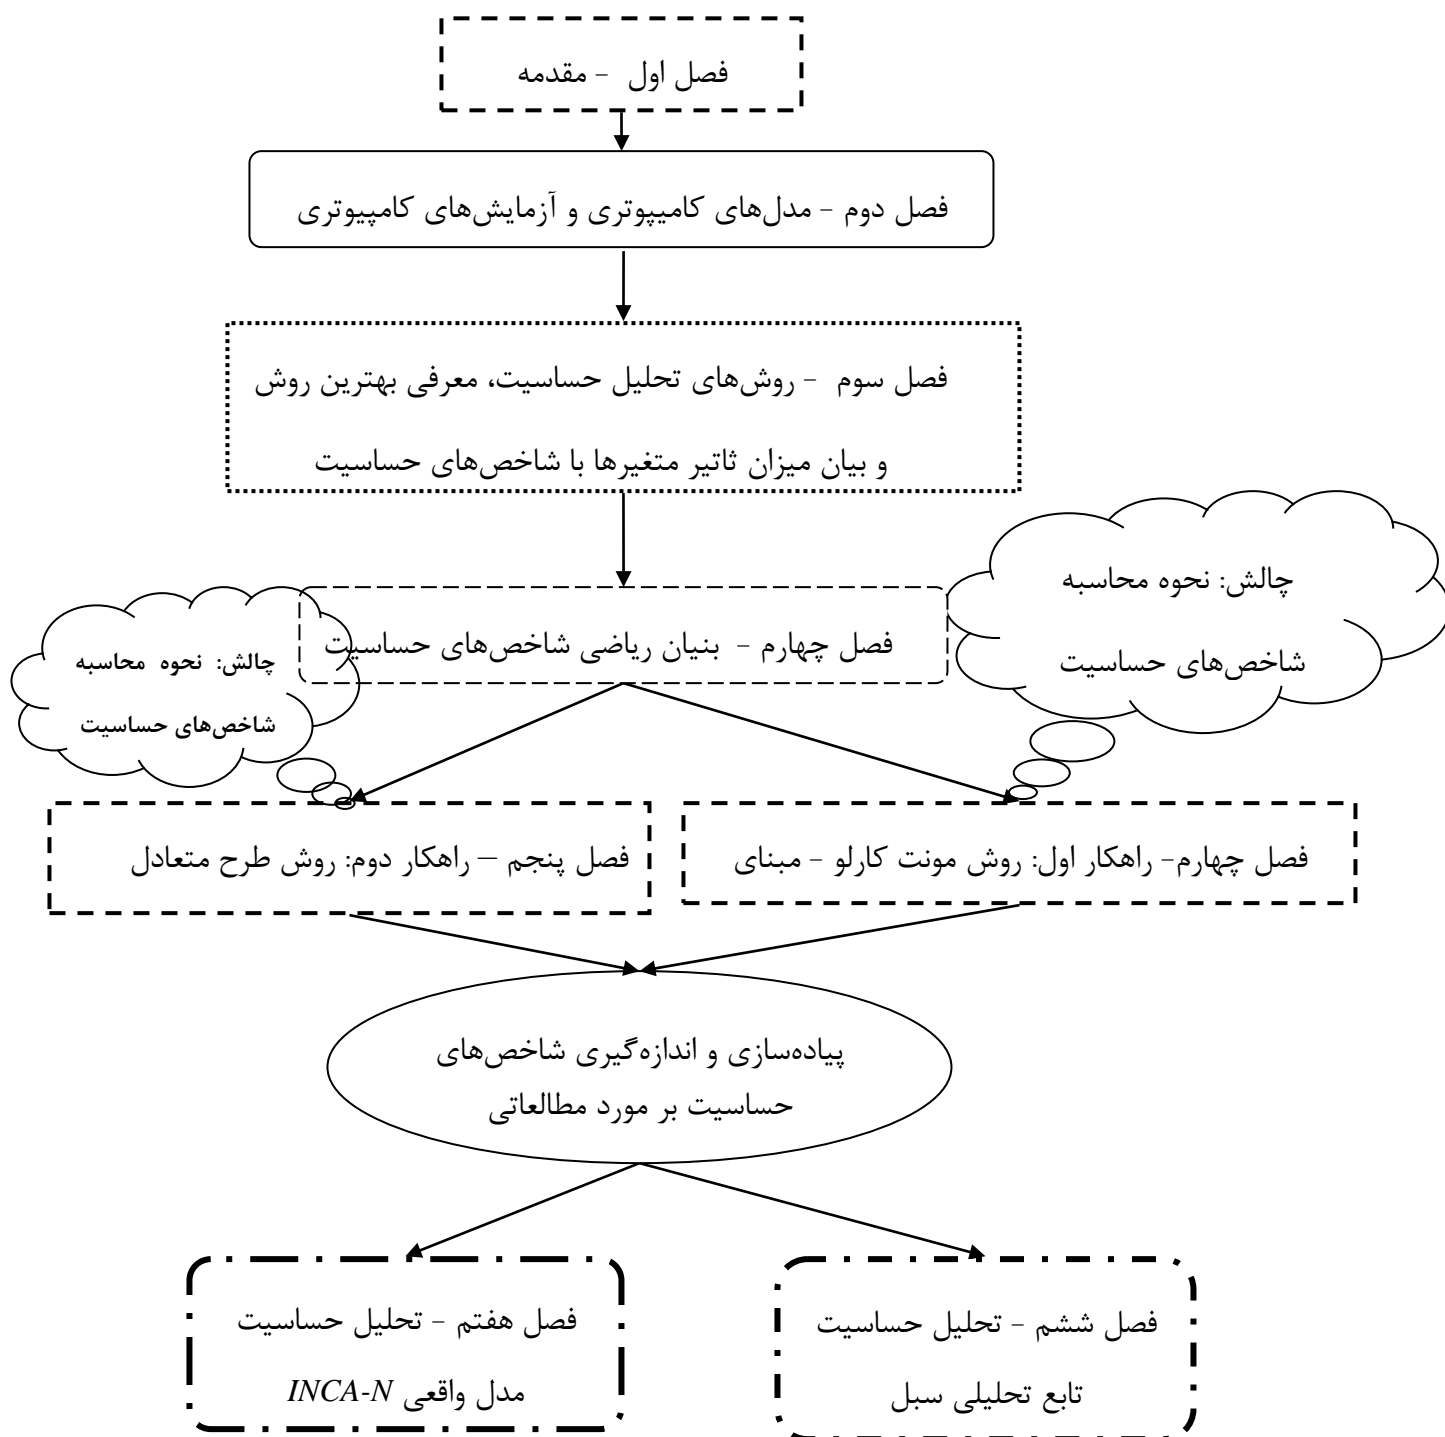 فصل اول - مقدمه
فصل دوم - مدل‌های کامیپوتری و آزمایش‌های کامپیوتری
فصل سوم - روش‌های تحلیل حساسیت، معرفی بهترین روش
و بیان میزان ثاتیر متغیرها با شاخص‌های حساسیت
چالش: نحوه محاسبه
شاخص‌های حساسیت
فصل چهارم - بنیان ریاضی شاخص‌های حساسیت
چالش: نحوه محاسبه
شاخص‌های حساسیت
فصل چهارم- راهکار اول: روش مونت کارلو - مبنای
فصل پنجم – راهکار دوم: روش طرح متعادل
پیاده‌سازی و اندازه‌گیری شاخص‌های
حساسیت بر مورد مطالعاتی
فصل ششم - تحلیل حساسیت
تابع تحلیلی سبل
فصل هفتم - تحلیل حساسیت
مدل واقعی INCA-N